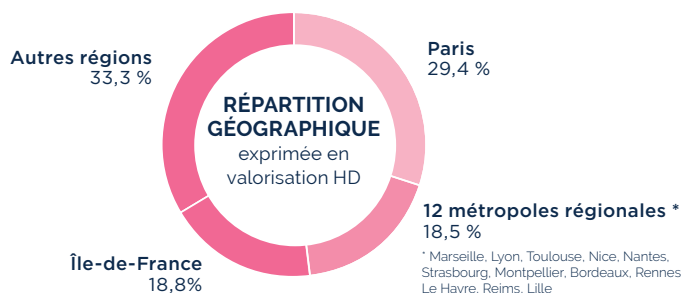 Autres régions
33,3 %
Paris
29,4 %
RÉPARTITION
GÉOGRAPHIQUE
exprimée en
valorisation HD
12 métropoles régionales *
18,5 %
* Marseille, Lyon, Toulouse, Nice, Nantes,
Strasbourg, Montpellier, Bordeaux, Rennes
Le Havre, Reims, Lille
Île-de-France
18,8%